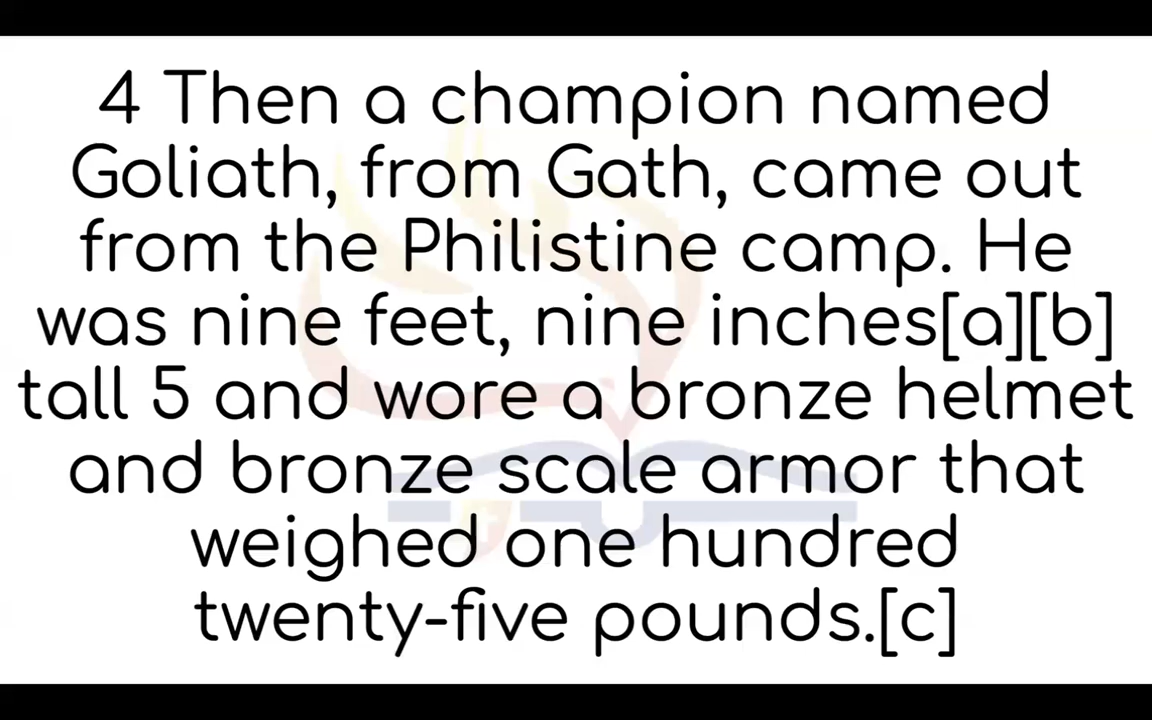 4 Then a champion named
Goliath, from Gath, came out
from the Philistine camp. He
was nine feet, nine inches[a][b]
tall 5 and wore a bronze helmet
and bronze scale armor that
weighed one hundred
twenty-five pounds.[c]